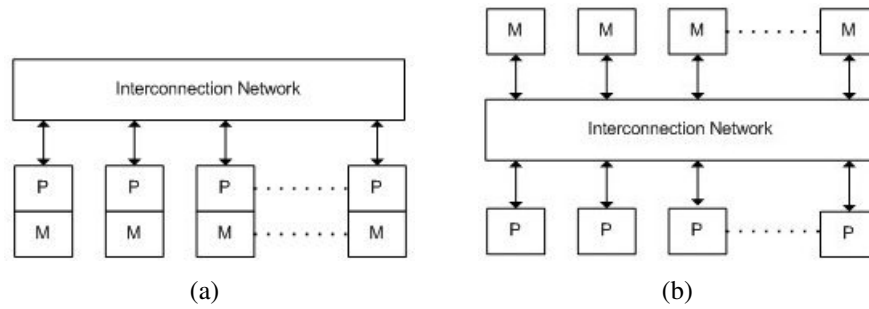 Interconnection Network
P P P P
M M M M
(a)
M M M M
Interconnection Network
P P P P
(b)